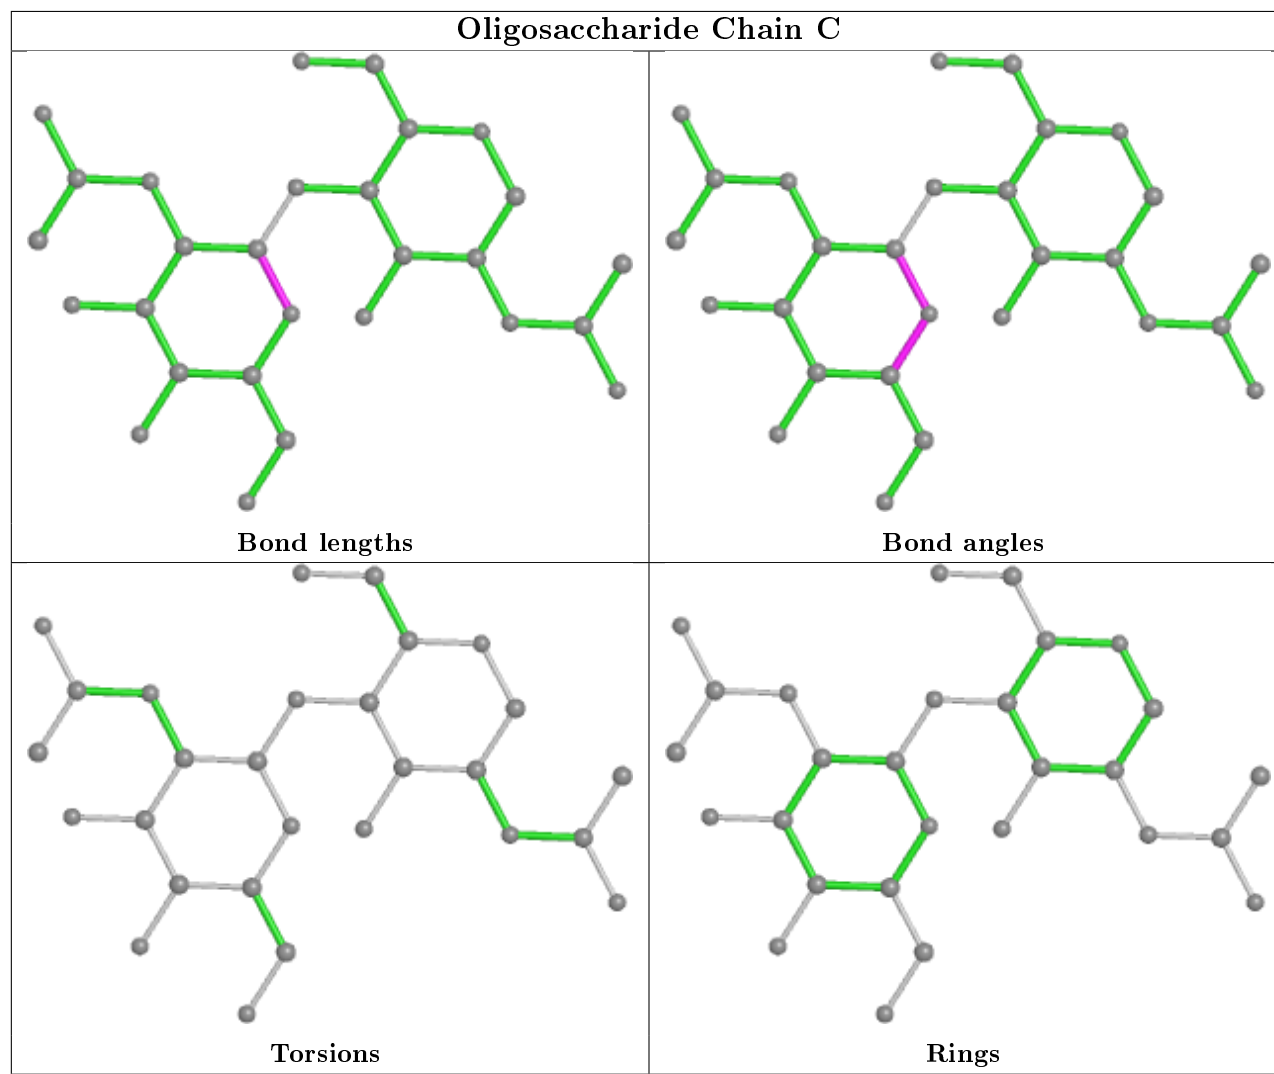 Oligosaccharide Chain C
Bond lengths
Bond angles
Torsions
Rings